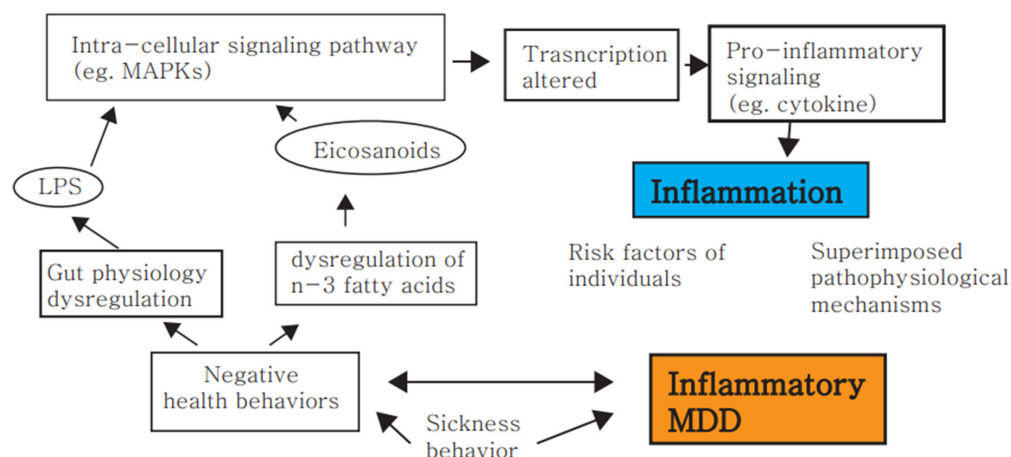 Intra-cellular signaling pathway
(eg. MAPKs)
Trasncription
altered
Pro-inflammatory
signaling
(eg. cytokine)
Eicosanoids
LPS
Inflammation
Gut physiology
dysregulation
dysregulation of
n-3 fatty acids
Risk factors of
individuals
Superimposed
pathophysiological
mechanisms
Negative
health behaviors
Inflammatory
MDD
Sickness
behavior